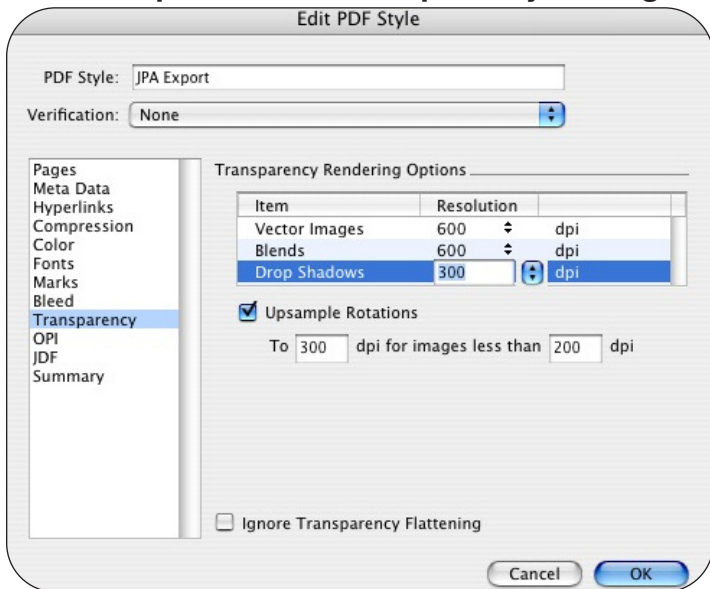 Edit PDF Style
PDF Style: JPA Export
Verification: None
Pages
Meta Data
Hyperlinks
Compression
Color
Fonts
Marks
Bleed
Transparency
OPI
JDF
Summary
Transparency Rendering Options
Item Resolution
Vector Images 600 dpi
Blends 600 dpi
Drop Shadows 300 dpi
Upsample Rotations
To 300 dpi for images less than 200 dpi
Ignore Transparency Flattening
Cancel OK